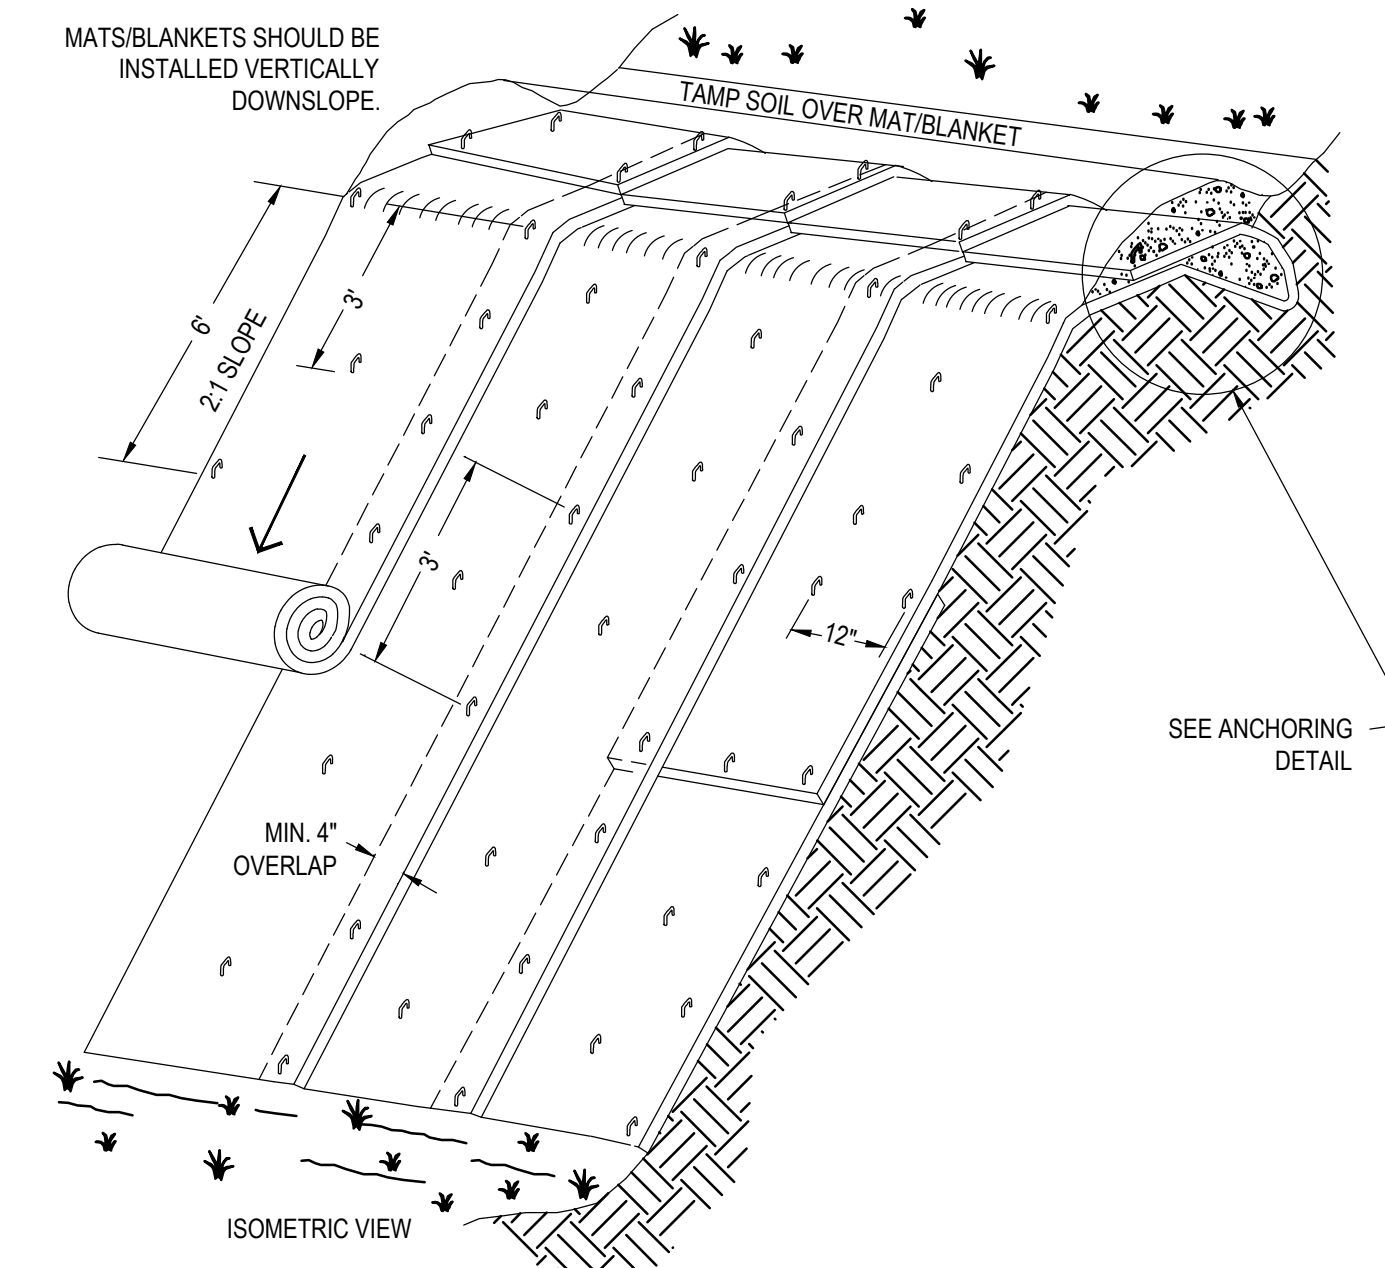 MATS/BLANKETS SHOULD BE
INSTALLED VERTICALLY
DOWNSLOPE.
TAMP SOIL OVER MAT/BLANKET
6'
2:1 SLOPE
3'
3'
12"
SEE ANCHORING
DETAIL
MIN. 4"
OVERLAP
ISOMETRIC VIEW